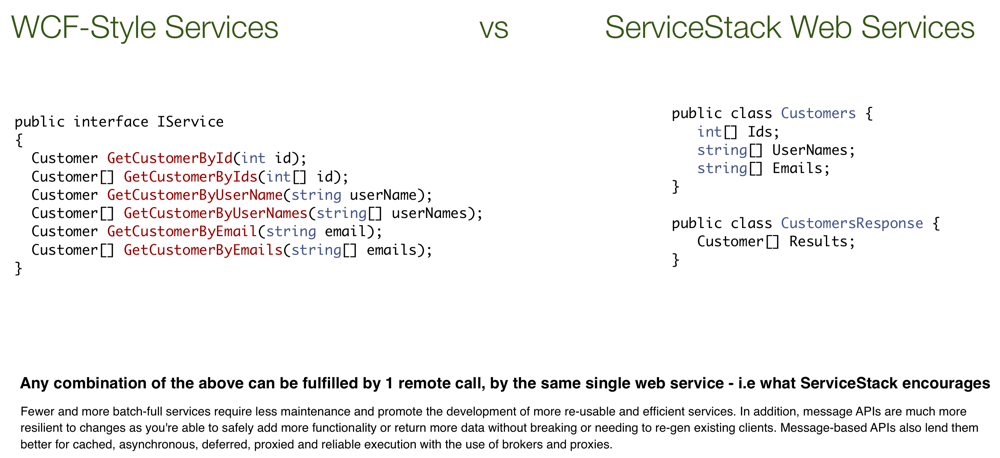 WCF-Style Services vs ServiceStack Web Services
public interface IService
{
Customer GetCustomerById(int id);
Customer[] GetCustomerByIds(int[] id);
Customer GetCustomerByUserName(string userName);
Customer[] GetCustomerByUserNames(string[] userNames);
Customer GetCustomerByEmail(string email);
Customer[] GetCustomerByEmails(string[] emails);
}
public class Customers {
int[] Ids;
string[] UserNames;
string[] Emails;
}
public class CustomersResponse {
Customer[] Results;
}
Any combination of the above can be fulfilled by 1 remote call, by the same single web service - i.e what ServiceStack encourages
Fewer and more batch-full services require less maintenance and promote the development of more re-usable and efficient services. In addition, message APIs are much more
resilient to changes as you're able to safely add more functionality or return more data without breaking or needing to re-gen existing clients. Message-based APIs also lend them
better for cached, asynchronous, deferred, proxied and reliable execution with the use of brokers and proxies.